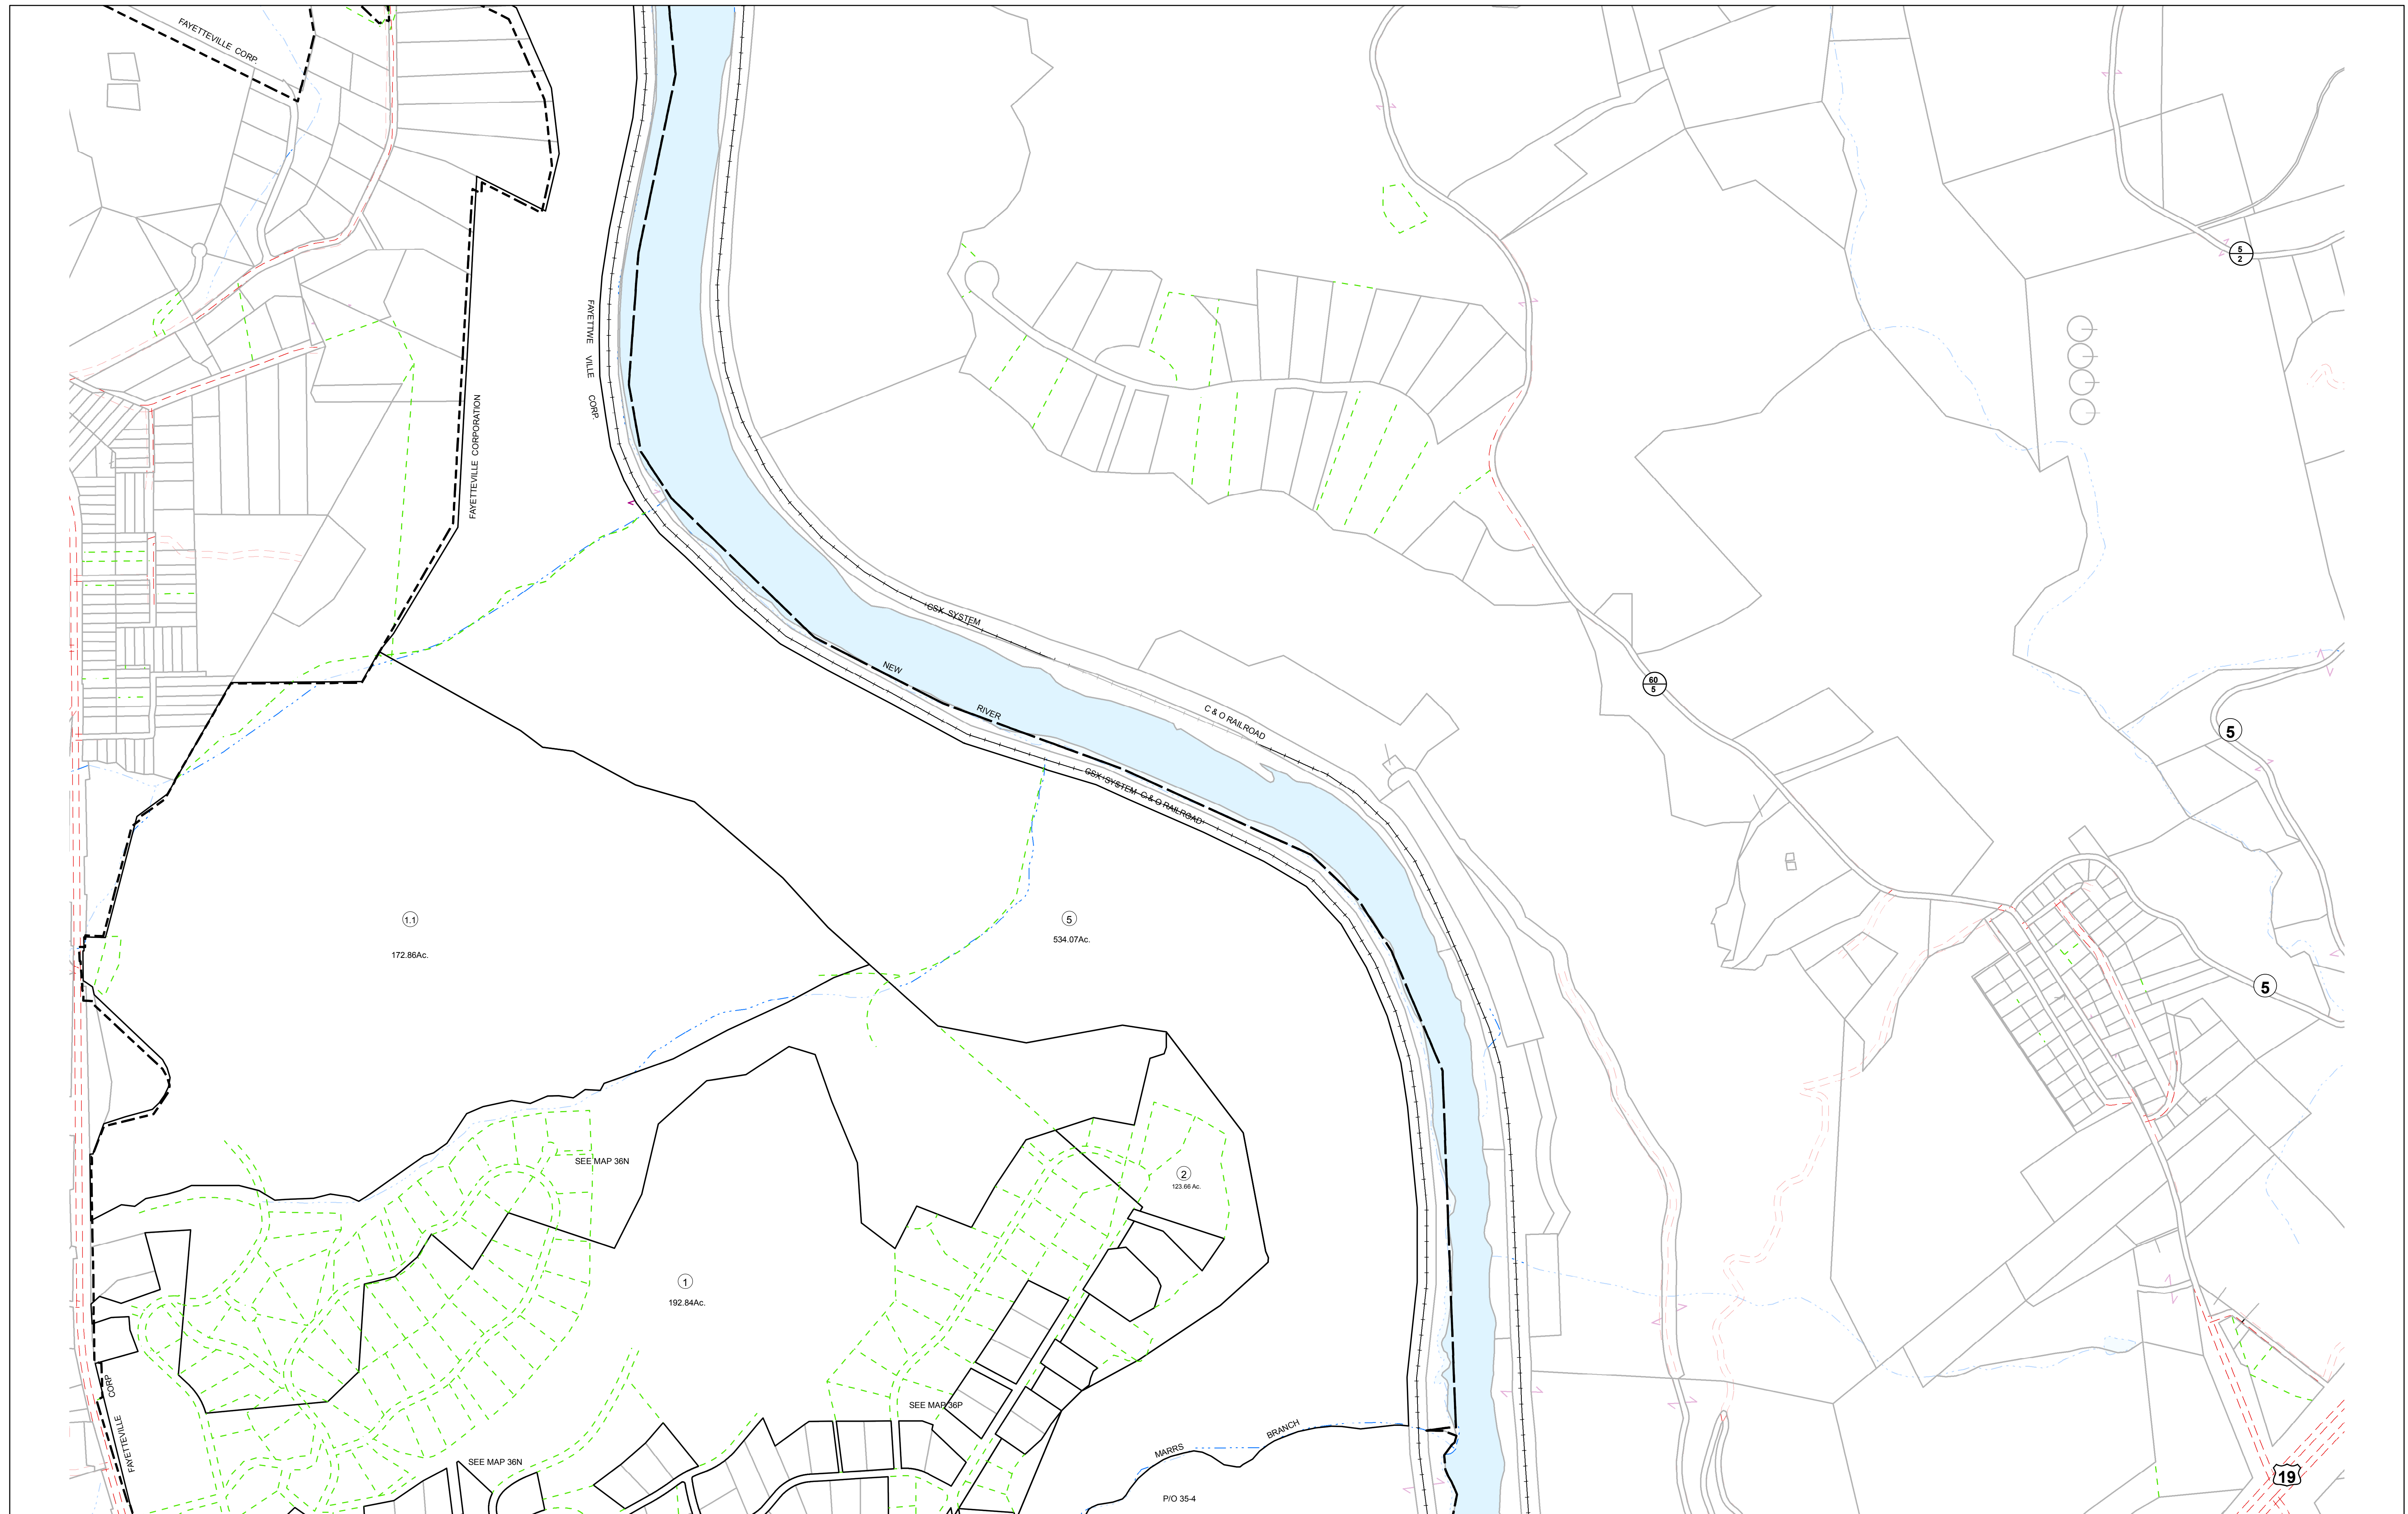 FAYETTEVILLE CORP.
5
2
FAYETTWE VILLE CORP.
FAYETTEVILLE CORPORATION
CSX SYSTEM
NEW
RIVER
C & O RAILROAD
60
5
5
CSX SYSTEM C & O RAILROAD
1.1
172.86Ac.
5
534.07Ac.
5
SEE MAP 36N
2
123.66 Ac.
1
192.84Ac.
FAYETTEVILLE CORP.
SEE MAP 36P
MARRS BRANCH
SEE MAP 36N
19
P/O 35-4